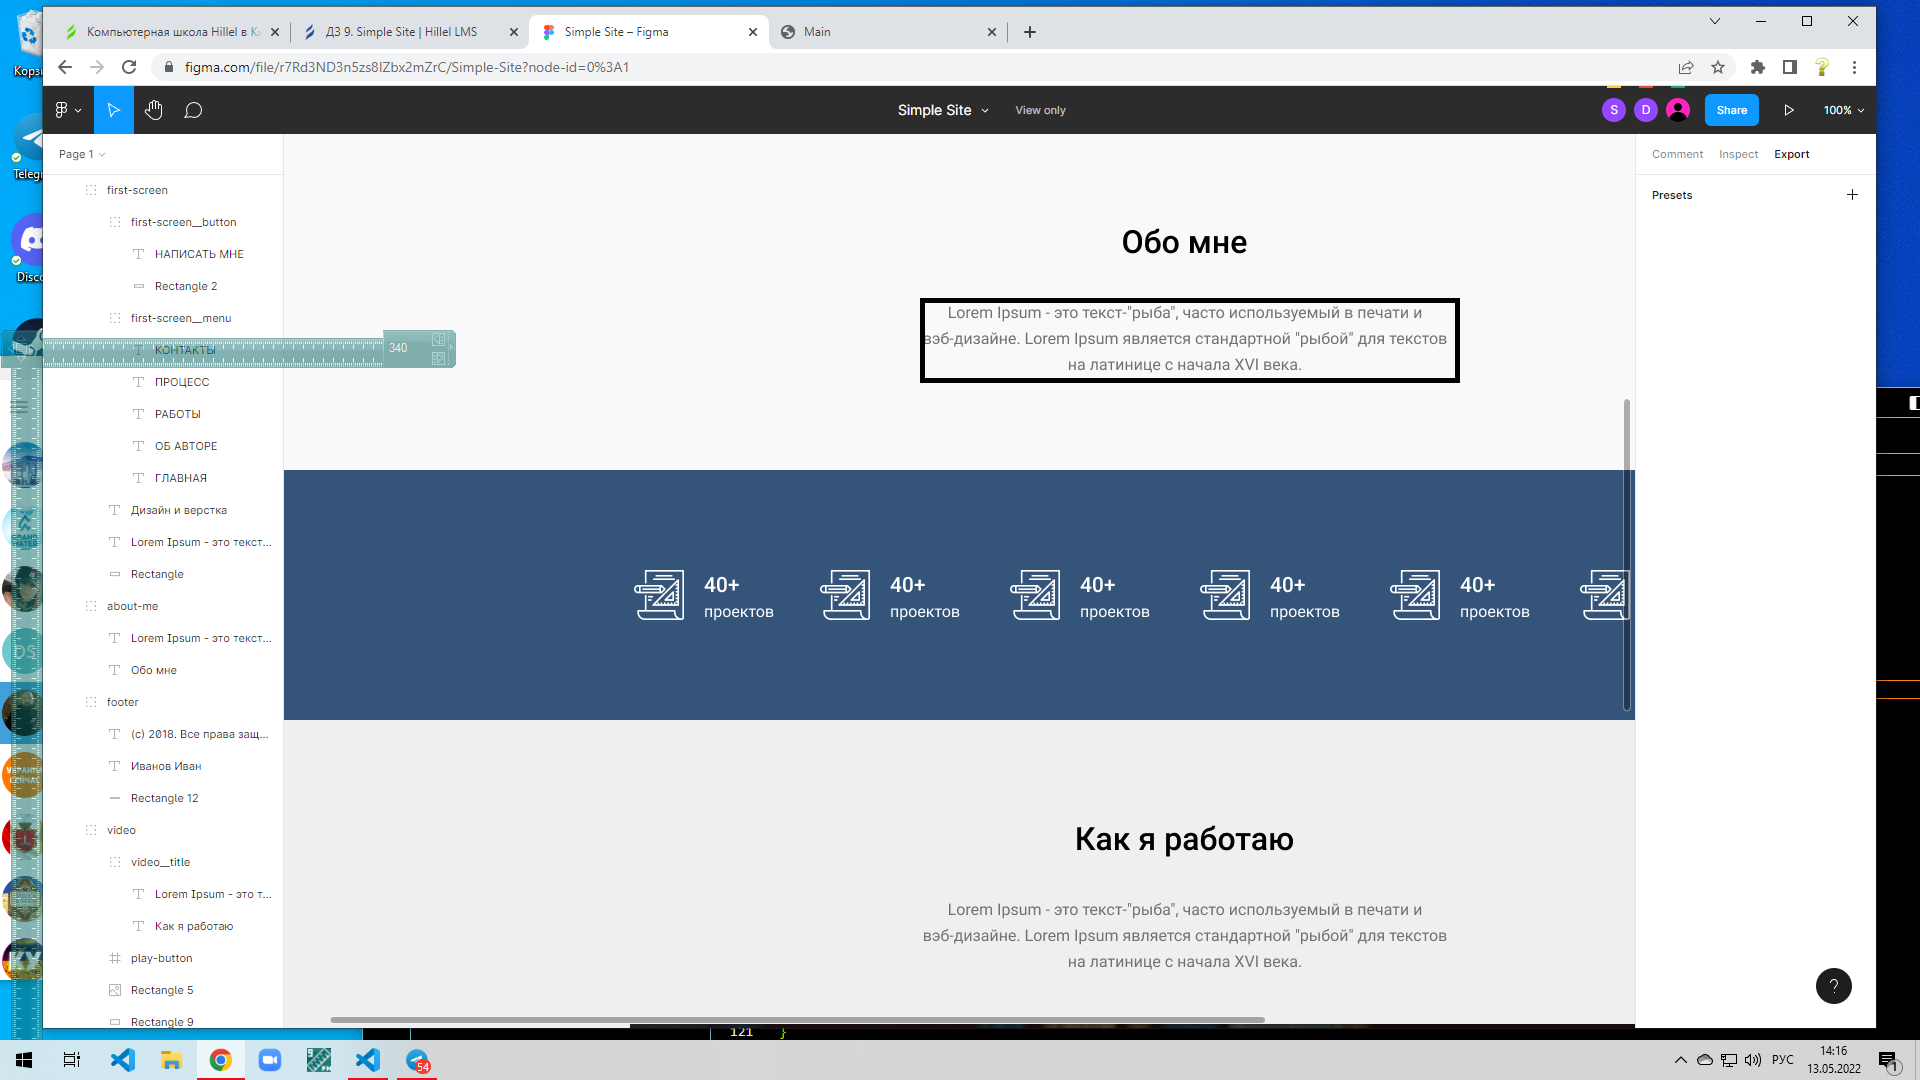 Компьютерная школа Hillel в Ки
ДЗ 9. Simple Site | Hillel LMS
Simple Site – Figma
Main
figma.com/file/r7Rd3ND3n5zs8IZbx2mZrC/Simple-Site?node-id=0%3A1
Simple Site
View only
S
D
Share
100%
Page 1
Comment
Inspect
Export
Presets
first-screen
first-screen__button
НАПИСАТЬ МНЕ
Rectangle 2
first-screen__menu
КОНТАКТЫ
340
ПРОЦЕСС
РАБОТЫ
ОБ АВТОРЕ
ГЛАВНАЯ
Дизайн и верстка
Lorem Ipsum - это текст...
Rectangle
about-me
Lorem Ipsum - это текст...
Обо мне
footer
(с) 2018. Все права защ...
Иванов Иван
Rectangle 12
video
video__title
Lorem Ipsum - это т...
Как я работаю
play-button
Rectangle 5
Rectangle 9
Обо мне
Lorem Ipsum - это текст-"рыба", часто используемый в печати и
вэб-дизайне. Lorem Ipsum является стандартной "рыбой" для текстов
на латинице с начала XVI века.
40+
проектов
40+
проектов
40+
проектов
40+
проектов
40+
проектов
Как я работаю
Lorem Ipsum - это текст-"рыба", часто используемый в печати и
вэб-дизайне. Lorem Ipsum является стандартной "рыбой" для текстов
на латинице с начала XVI века.
?
Корзи
Telegr
Disco
121 }
54
РУС
14:16
13.05.2022
1